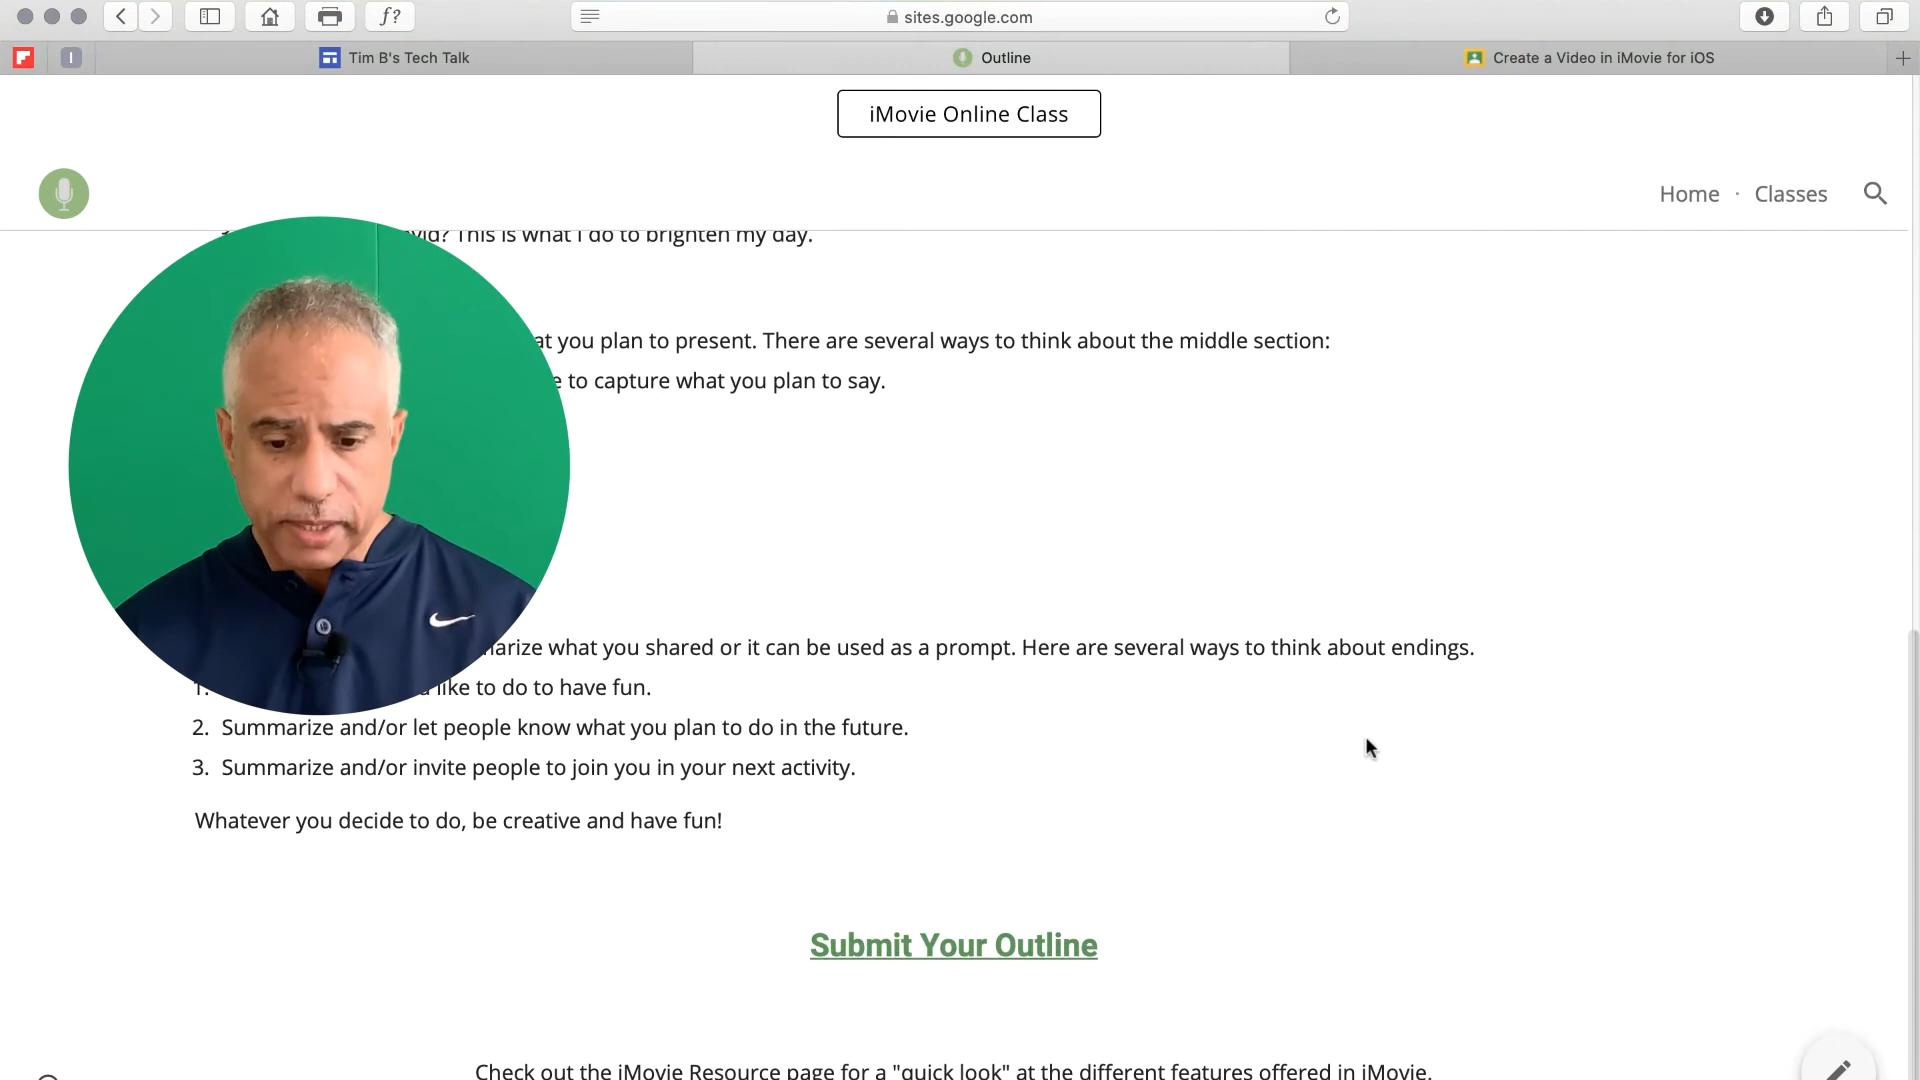 f?
sites.google.com
I
Tim B's Tech Talk
Outline
Create a Video in iMovie for iOS
iMovie Online Class
Home · Classes
This is what I do to brighten my day.
you plan to present. There are several ways to think about the middle section:
to capture what you plan to say.
what you shared or it can be used as a prompt. Here are several ways to think about endings.
1. like to do to have fun.
2. Summarize and/or let people know what you plan to do in the future.
3. Summarize and/or invite people to join you in your next activity.
Whatever you decide to do, be creative and have fun!
Submit Your Outline
Check out the iMovie Resource page for a "quick look" at the different features offered in iMovie.